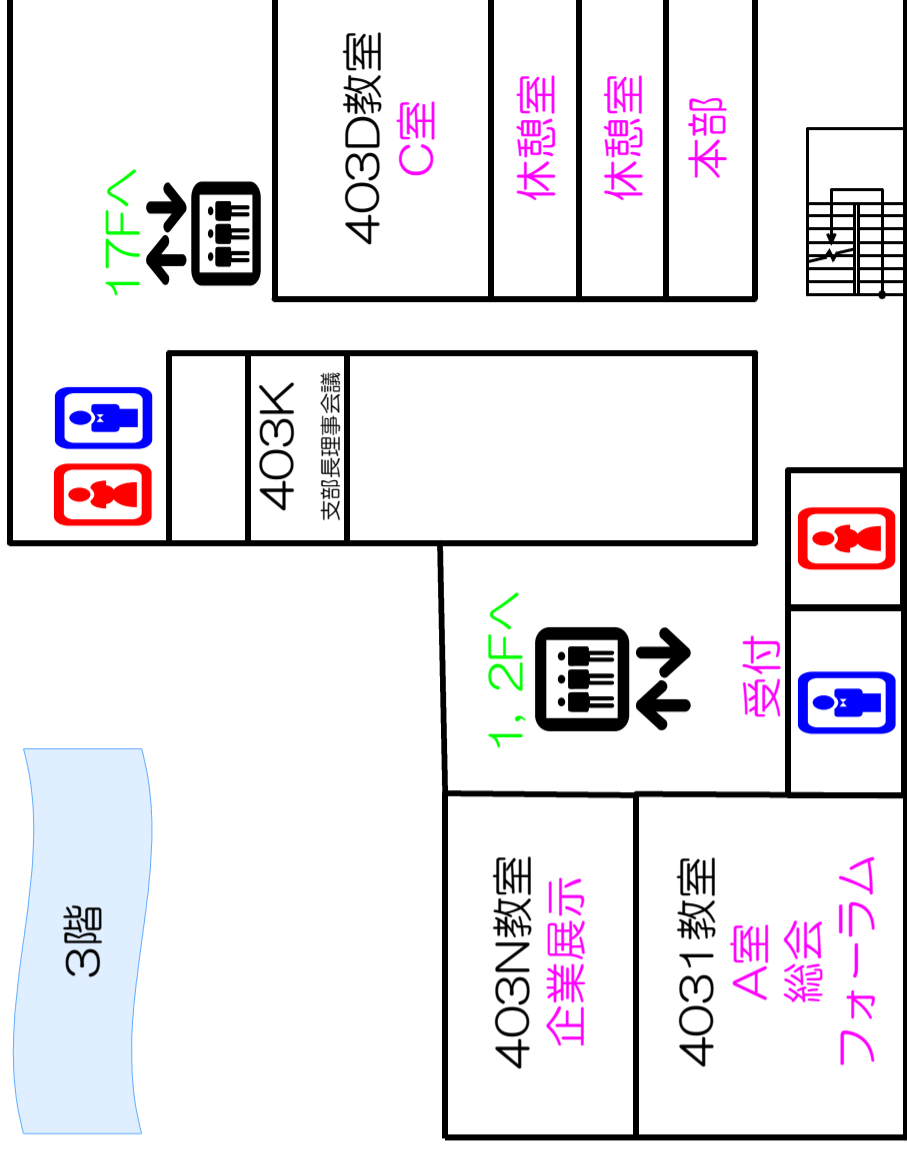 3階
17Fへ
403D教室
C室
休憩室
休憩室
本部
403K
支部長理事会議
1，2Fへ
受付
403N教室
企業展示
4031教室
A室
総会
フォーラム